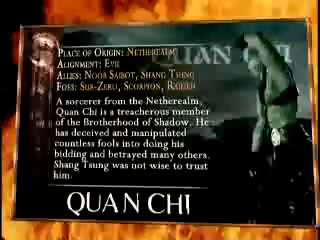 QUAN CHI
PLACE OF ORIGIN: NETHEREALM
ALIGNMENT: EVIL
ALLIES: NOOB SAIBOT, SHANG TSUNG
FOES: SUB-ZERO, SCORPION, RAIDEN
A sorcerer from the Netherealm,
Quan Chi is a treacherous member
of the Brotherhood of Shadow. He
has deceived and manipulated
countless fools into doing his
bidding and betrayed many others.
Shang Tsung was not wise to trust
him.
QUAN CHI